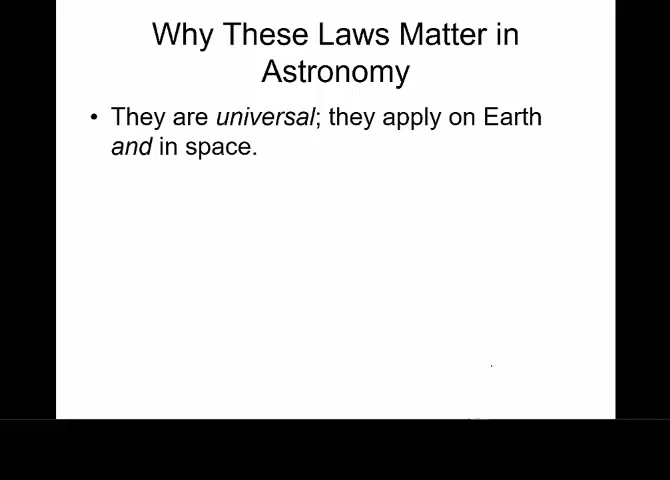 Why These Laws Matter in
Astronomy
• They are universal; they apply on Earth
and in space.